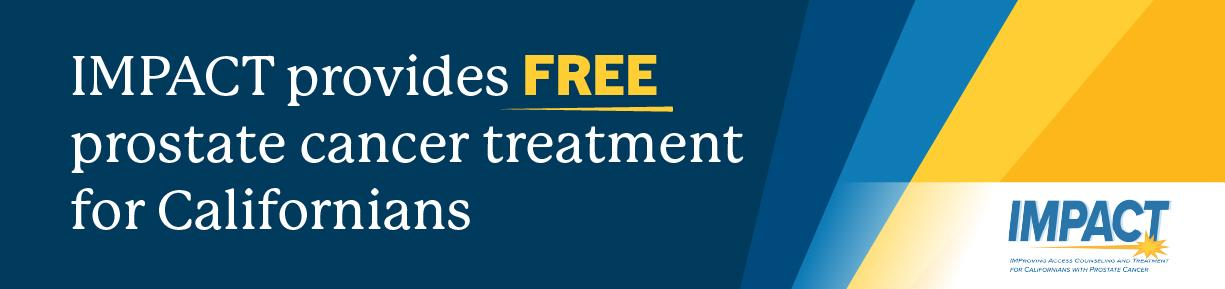 IMPACT provides FREE
prostate cancer treatment
for Californians
IMPACT
IMPROVING ACCESS COUNSELING AND TREATMENT
FOR CALIFORNIANS WITH PROSTATE CANCER